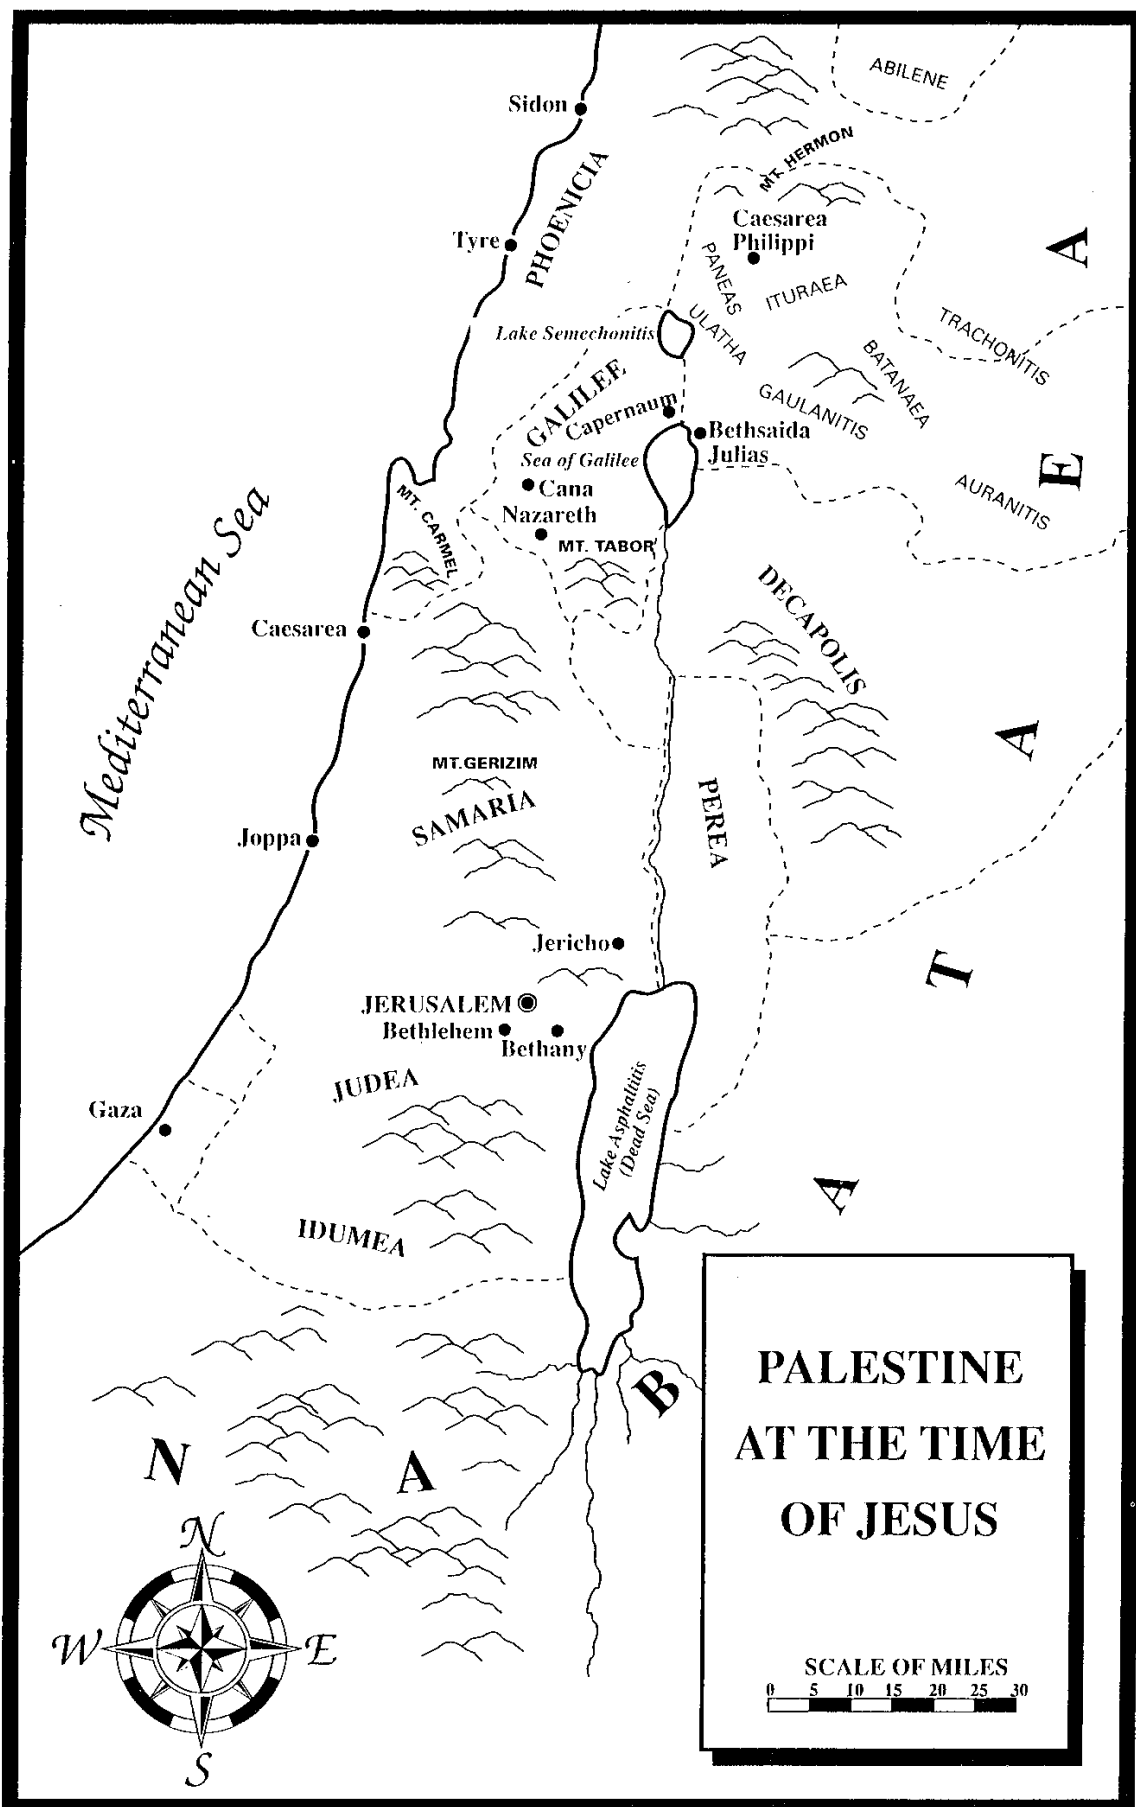 ABILENE
Sidon
MT. HERMON
PHOENICIA
Caesarea
Philippi
Tyre
PANEAS
ITURAEA
ULATHA
Lake Semechonitis
TRACHONITIS
BATANAEA
GALILEE
GAULANITIS
Capernaum
Bethsaida
Julias
Sea of Galilee
Cana
AURANITIS
Nazareth
MT. CARMEL
MT. TABOR
Mediterranean Sea
DECAPOLIS
Caesarea
MT.GERIZIM
SAMARIA
PEREA
Joppa
Jericho
JERUSALEM
Bethlehem
Bethany
JUDEA
Gaza
Lake Asphaltitis
(Dead Sea)
IDUMEA
N A B A T A E A
PALESTINE
AT THE TIME
OF JESUS
SCALE OF MILES
0 5 10 15 20 25 30
N
W E
S